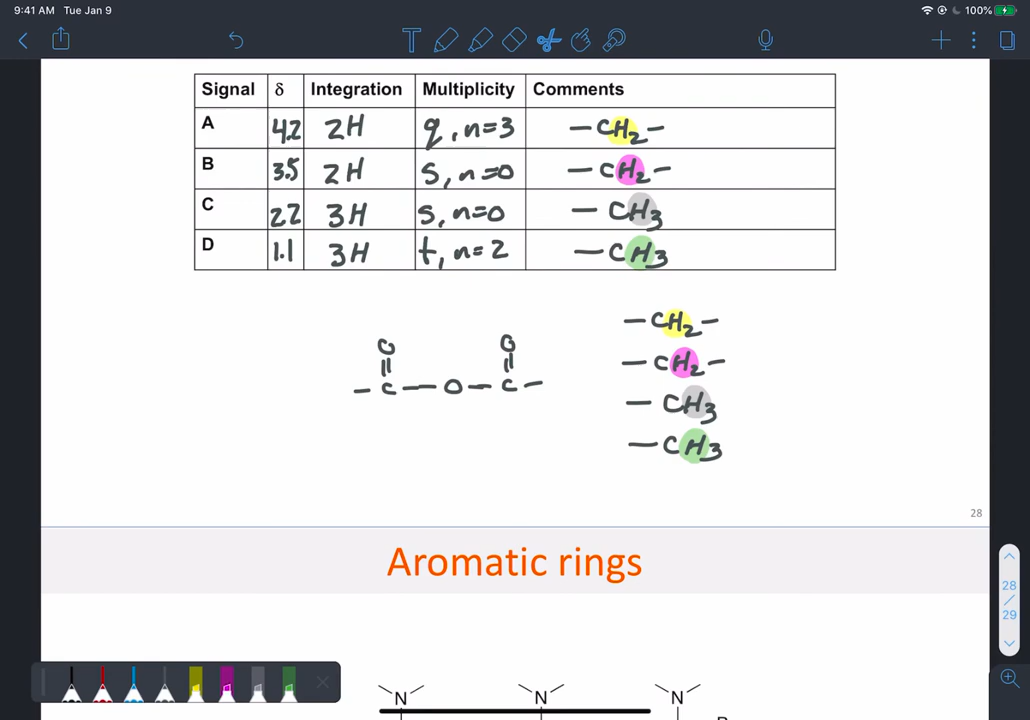 9:41 AM Tue Jan 9
100%
Signal δ Integration Multiplicity Comments
A 4.2 2H q, n=3 —CH2—
B 3.5 2H s, n=0 —CH2—
C 2.2 3H s, n=0 —CH3
D 1.1 3H t, n=2 —CH3
—CH2—
O O
—CH2—
—C—O—C—
—CH3
—CH3
28
Aromatic rings
28
29
N N N